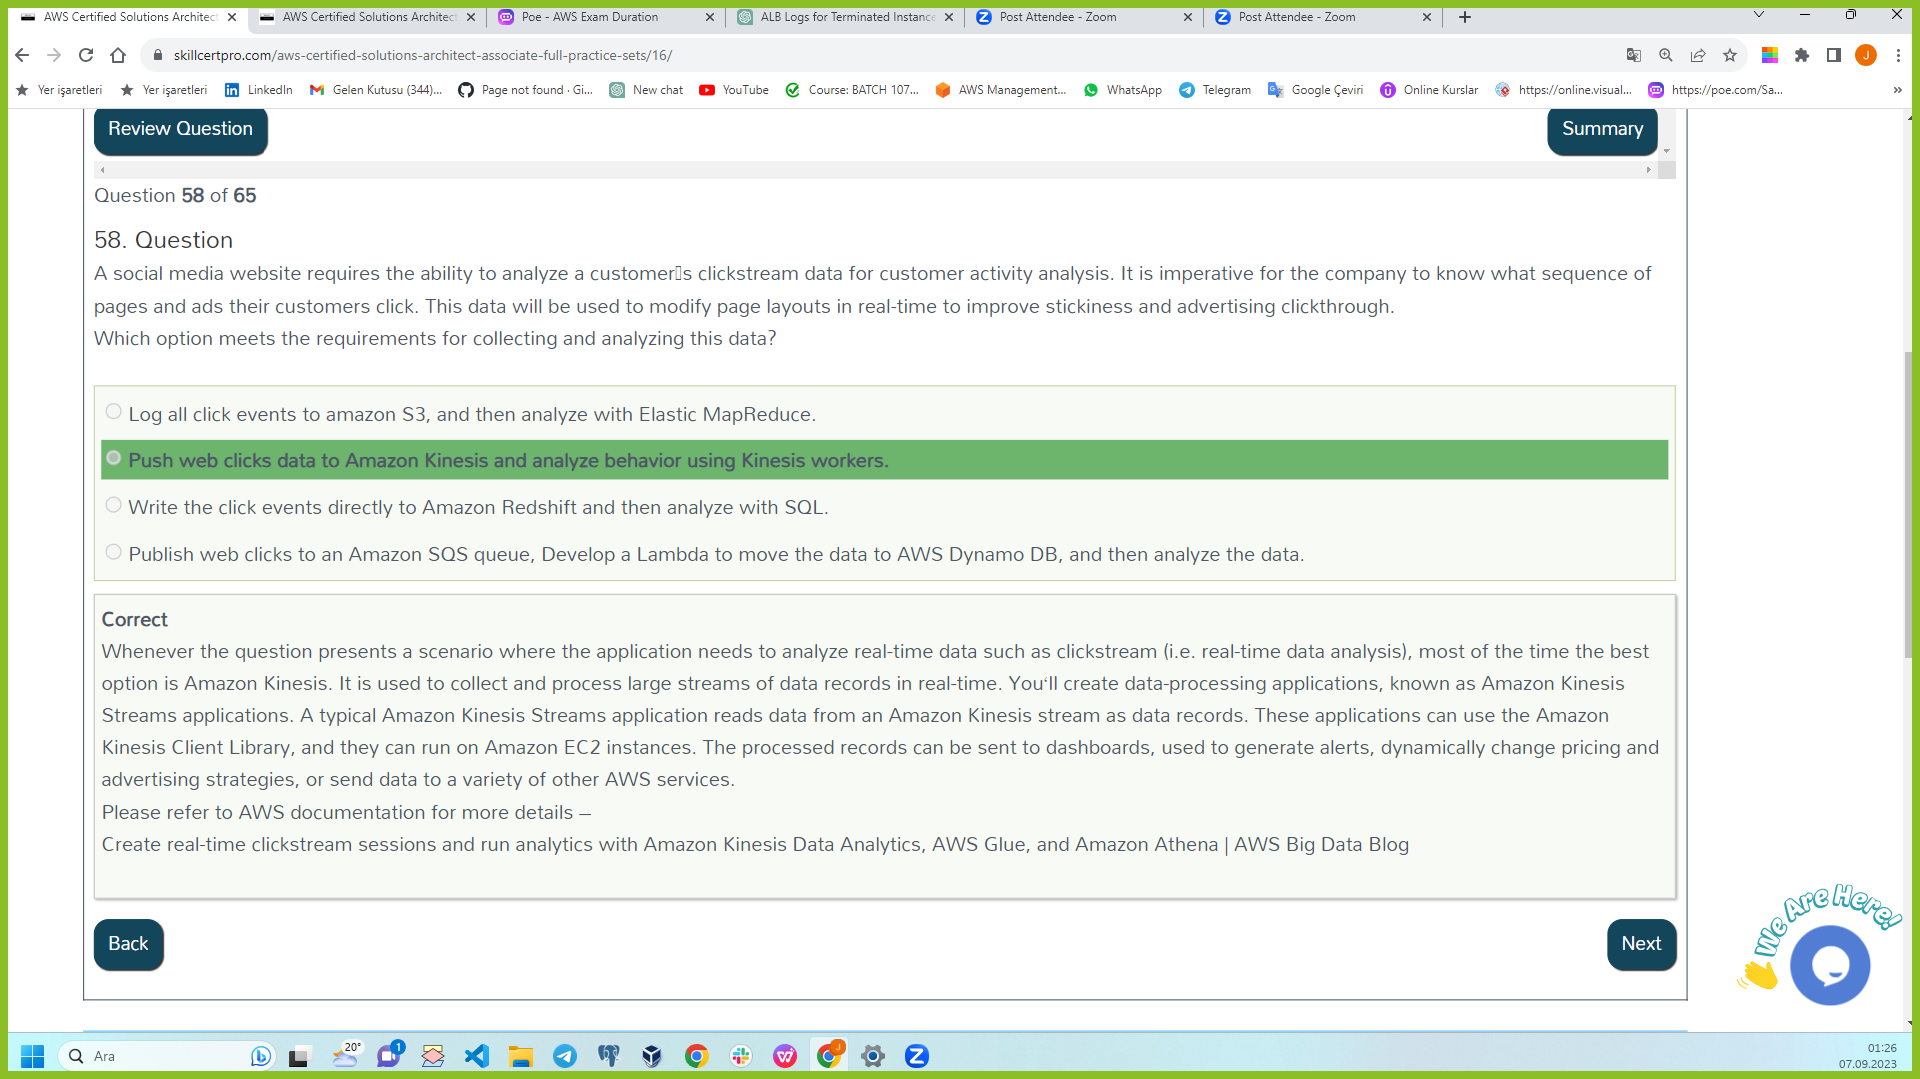 AWS Certified Solutions Architect
AWS Certified Solutions Architect
Poe - AWS Exam Duration
ALB Logs for Terminated Instance
Post Attendee - Zoom
Post Attendee - Zoom
skillcertpro.com/aws-certified-solutions-architect-associate-full-practice-sets/16/
J
Yer işaretleri
Yer işaretleri
LinkedIn
Gelen Kutusu (344)...
Page not found · Gi...
New chat
YouTube
Course: BATCH 107...
AWS Management...
WhatsApp
Telegram
Google Çeviri
Online Kurslar
https://online.visual...
https://poe.com/Sa...
Review Question
Summary
Question 58 of 65
58. Question
A social media website requires the ability to analyze a customer▯s clickstream data for customer activity analysis. It is imperative for the company to know what sequence of
pages and ads their customers click. This data will be used to modify page layouts in real-time to improve stickiness and advertising clickthrough.
Which option meets the requirements for collecting and analyzing this data?
Log all click events to amazon S3, and then analyze with Elastic MapReduce.
Push web clicks data to Amazon Kinesis and analyze behavior using Kinesis workers.
Write the click events directly to Amazon Redshift and then analyze with SQL.
Publish web clicks to an Amazon SQS queue, Develop a Lambda to move the data to AWS Dynamo DB, and then analyze the data.
Correct
Whenever the question presents a scenario where the application needs to analyze real-time data such as clickstream (i.e. real-time data analysis), most of the time the best
option is Amazon Kinesis. It is used to collect and process large streams of data records in real-time. You‘ll create data-processing applications, known as Amazon Kinesis
Streams applications. A typical Amazon Kinesis Streams application reads data from an Amazon Kinesis stream as data records. These applications can use the Amazon
Kinesis Client Library, and they can run on Amazon EC2 instances. The processed records can be sent to dashboards, used to generate alerts, dynamically change pricing and
advertising strategies, or send data to a variety of other AWS services.
Please refer to AWS documentation for more details –
Create real-time clickstream sessions and run analytics with Amazon Kinesis Data Analytics, AWS Glue, and Amazon Athena | AWS Big Data Blog
We Are Here!
Back
Next
Ara
20°
1
J
01:26
07.09.2023